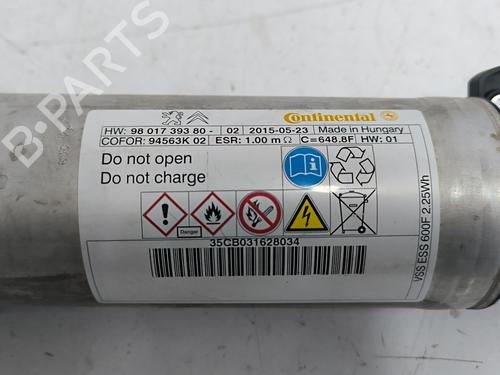 Continental
HW: 98 017 393 80 - 02 2015-05-23 Made in Hungary
COFOR: 94563K 02 ESR: 1.00 m Ω C=648.8F HW: 01
Do not open
Do not charge
Danger
35CB031628034
VSS ESS 600F 2.25Wh